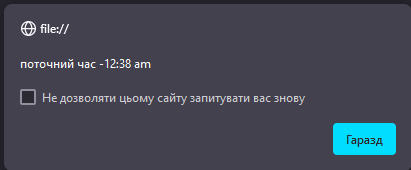 file://
поточний час -12:38 am
Не дозволяти цьому сайту запитувати вас знову
Гаразд